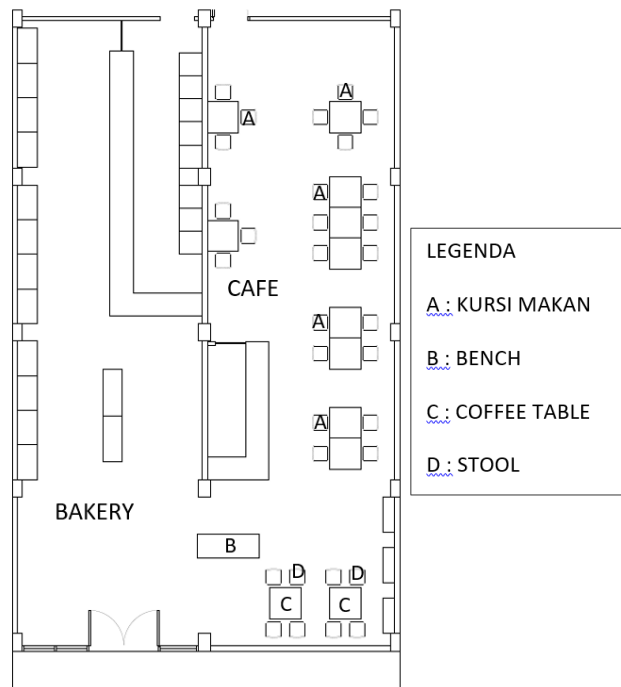 A
A
A
CAFE
LEGENDA
A : KURSI MAKAN
B : BENCH
C : COFFEE TABLE
D : STOOL
A
A
BAKERY
B
D
D
C
C